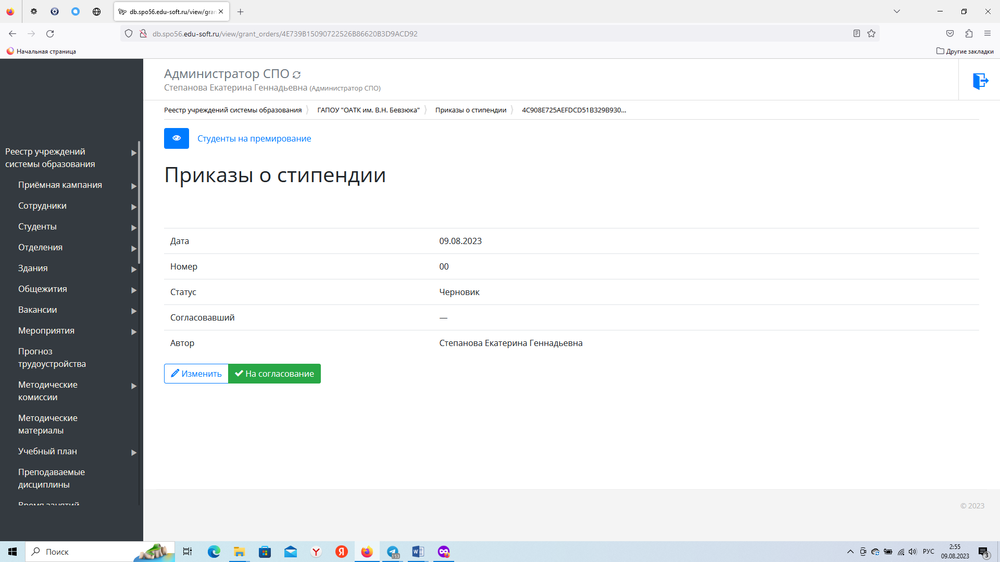 db.spo56.edu-soft.ru/view/gran
db.spo56.edu-soft.ru/view/grant_orders/4E739B15090722526B86620B3D9ACD92
Начальная страница
Другие закладки
Администратор СПО
Степанова Екатерина Геннадьевна (Администратор СПО)
Реестр учреждений системы образования
ГАПОУ "ОАТК им. В.Н. Бевзюка"
Приказы о стипендии
4C908E725AEFDCD51B329B930...
Студенты на премирование
Приказы о стипендии
Дата 09.08.2023
Номер 00
Статус Черновик
Согласовавший —
Автор Степанова Екатерина Геннадьевна
Изменить
На согласование
Реестр учреждений
системы образования
Приёмная кампания
Сотрудники
Студенты
Отделения
Здания
Общежития
Вакансии
Мероприятия
Прогноз
трудоустройства
Методические
комиссии
Методические
материалы
Учебный план
Преподаваемые
дисциплины
Время занятий
© 2023
Поиск
153
РУС
2:55
09.08.2023
3